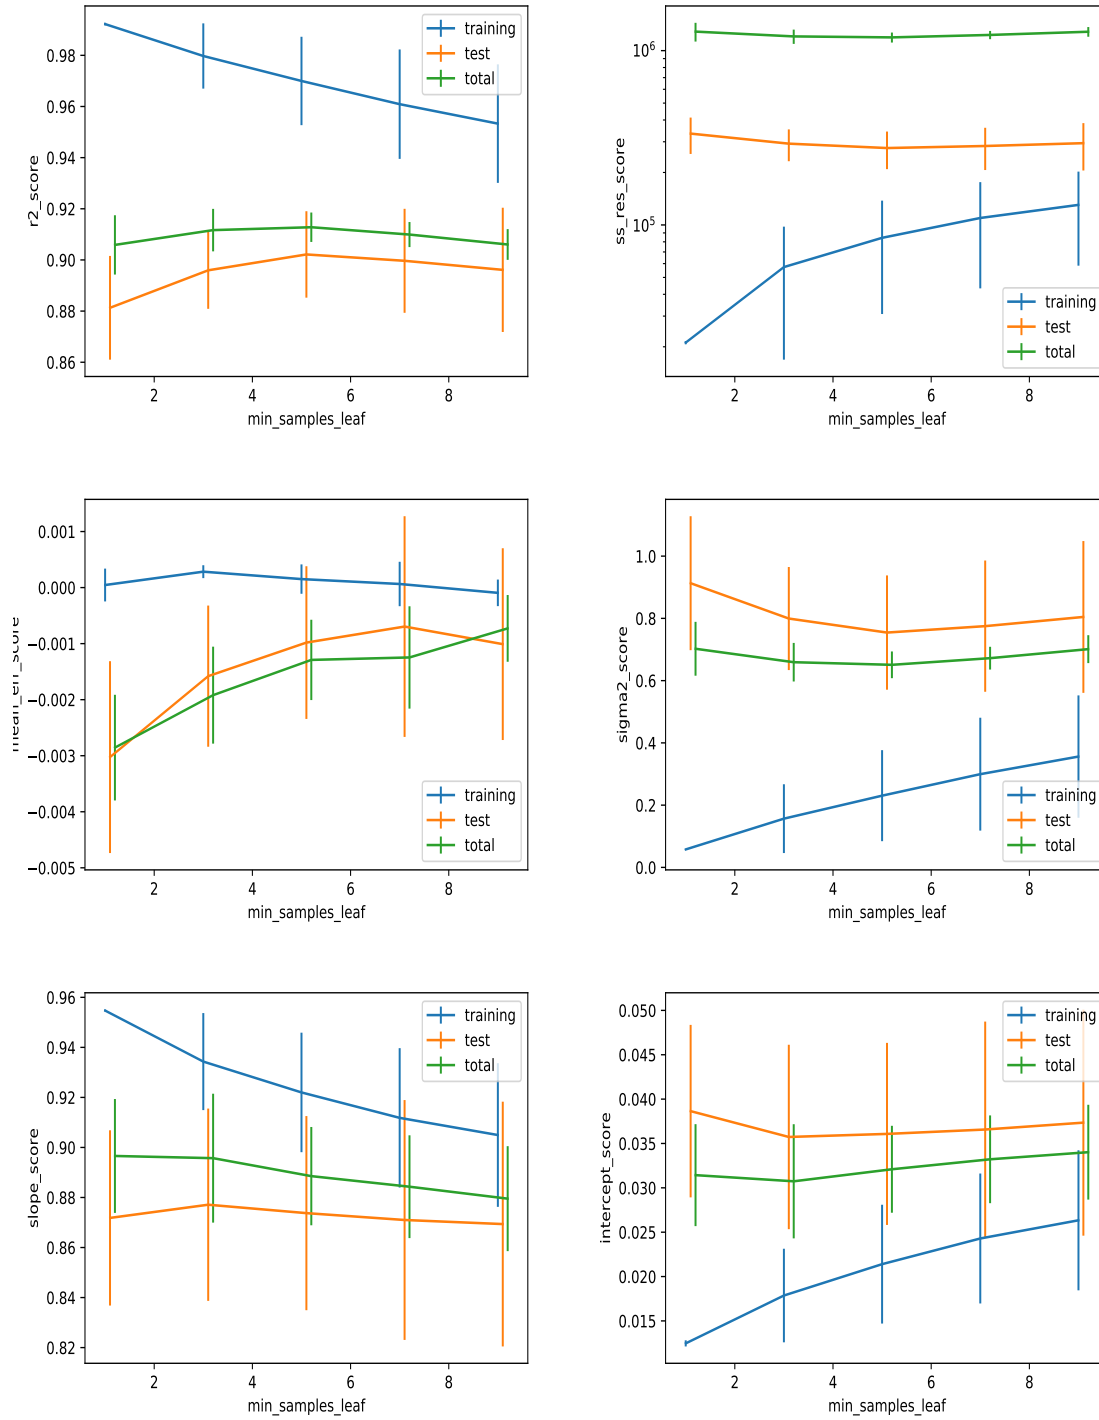 r2_score
0.98
0.96
0.94
0.92
0.90
0.88
0.86
2 4 6 8
min_samples_leaf
training
test
total
ss_res_score
10^6
10^5
2 4 6 8
min_samples_leaf
training
test
total
mean_err_score
0.001
0.000
−0.001
−0.002
−0.003
−0.004
−0.005
2 4 6 8
min_samples_leaf
training
test
total
sigma2_score
1.0
0.8
0.6
0.4
0.2
0.0
2 4 6 8
min_samples_leaf
training
test
total
slope_score
0.96
0.94
0.92
0.90
0.88
0.86
0.84
0.82
2 4 6 8
min_samples_leaf
training
test
total
intercept_score
0.050
0.045
0.040
0.035
0.030
0.025
0.020
0.015
2 4 6 8
min_samples_leaf
training
test
total